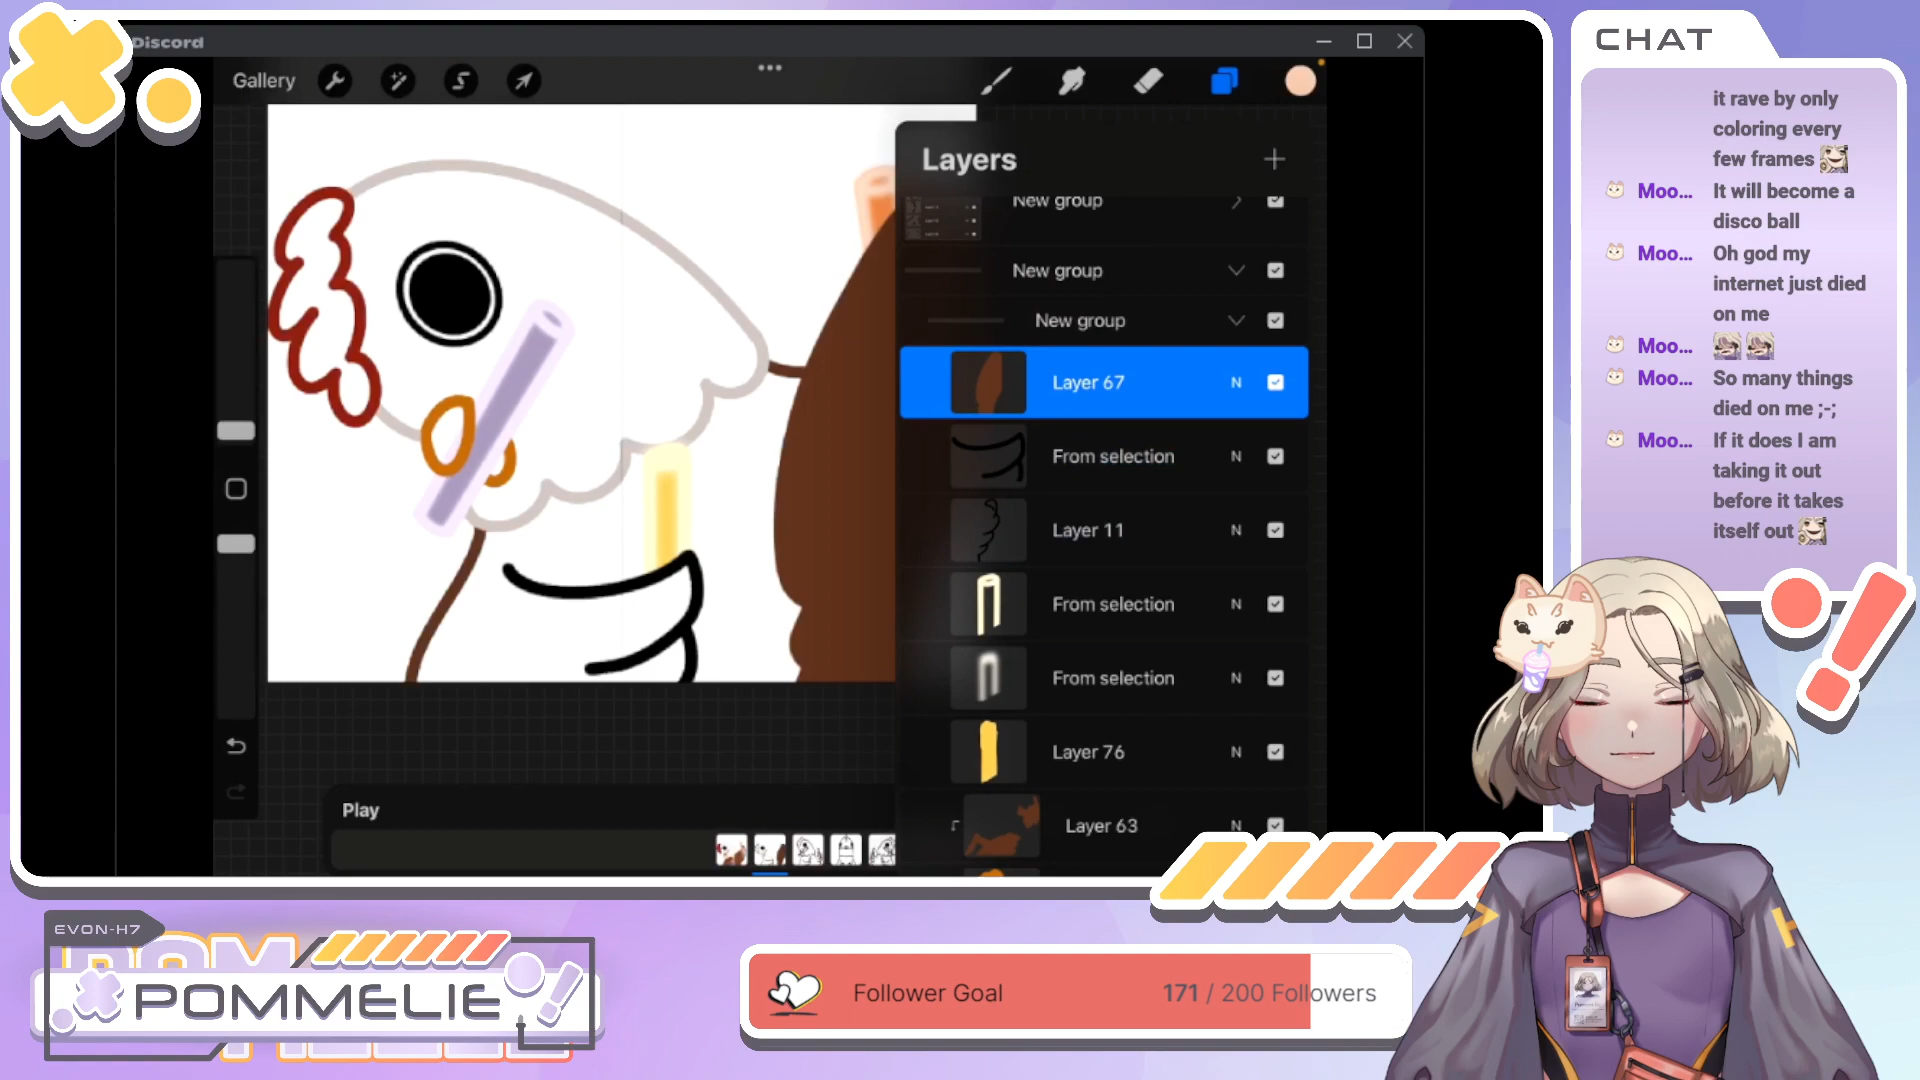 Discord
Gallery
Layers
New group
New group
New group
Layer 67
N
From selection
N
Layer 11
N
From selection
N
From selection
N
Layer 76
N
Layer 63
N
Play
CHAT
it rave by only
coloring every
few frames
Moo... It will become a
disco ball
Moo... Oh god my
internet just died
on me
Moo...
Moo... So many things
died on me ;-;
Moo... If it does I am
taking it out
before it takes
itself out
EVON-H7
POMMELIE
Follower Goal
171 / 200 Followers